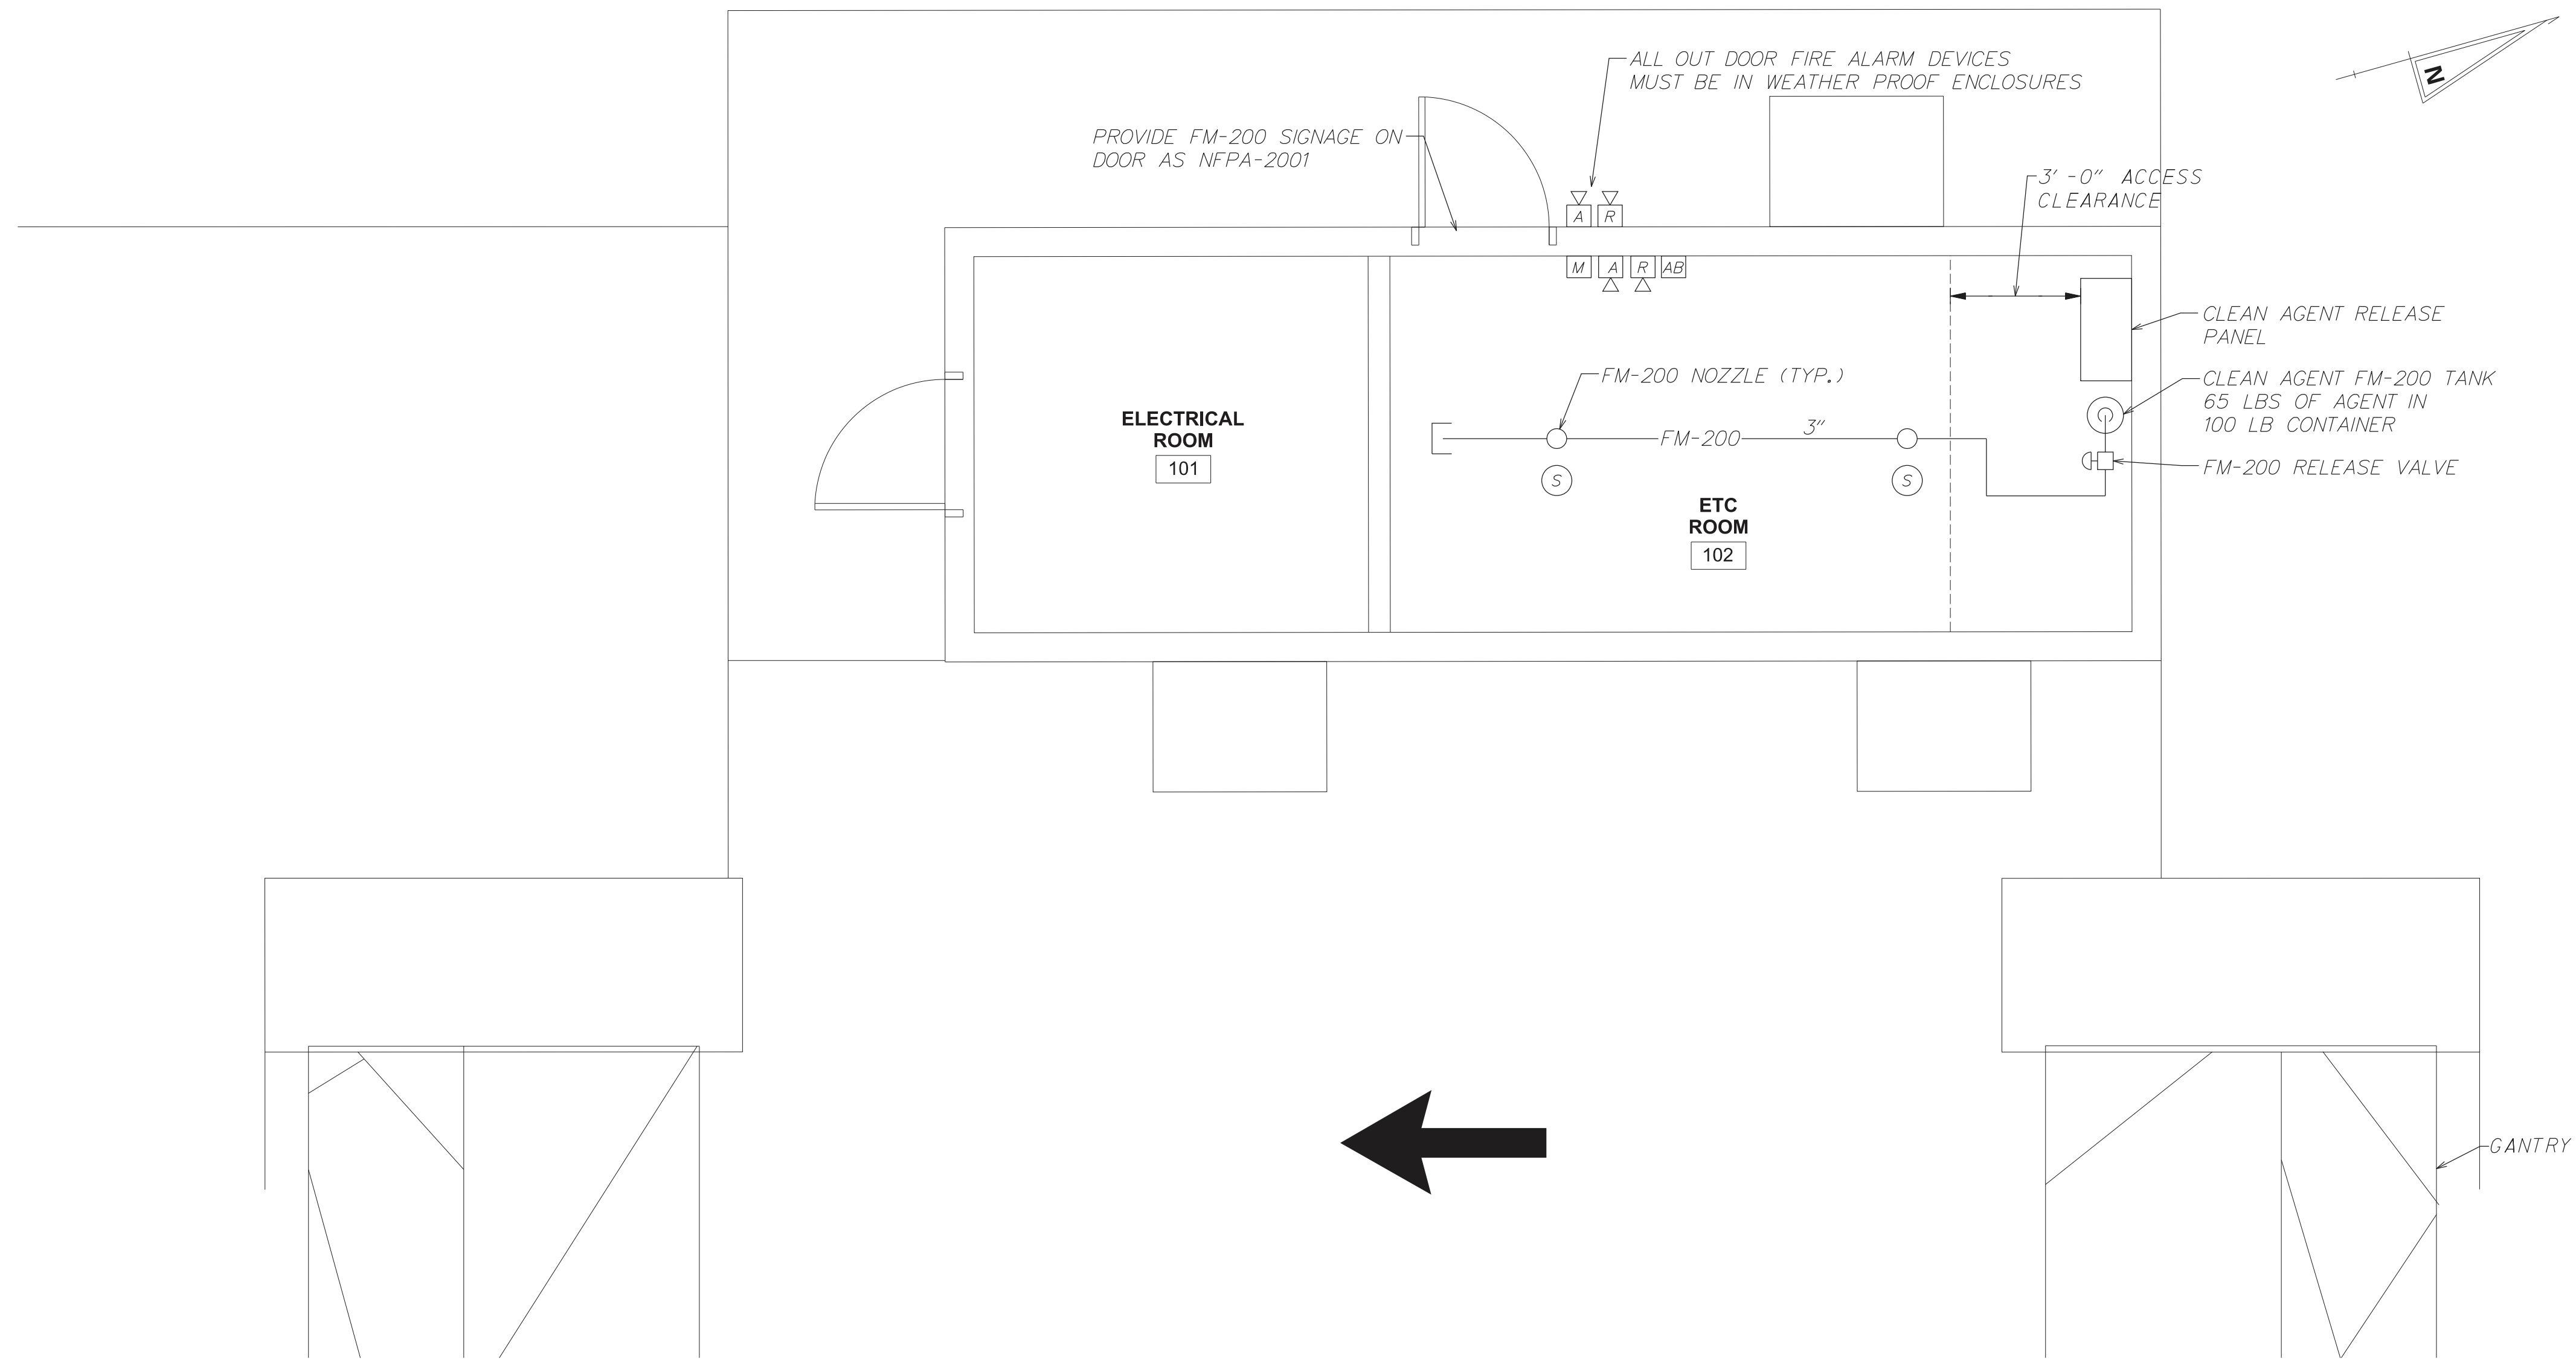 ALL OUT DOOR FIRE ALARM DEVICES
MUST BE IN WEATHER PROOF ENCLOSURES
N
PROVIDE FM-200 SIGNAGE ON
DOOR AS NFPA-2001
3'-0" ACCESS
CLEARANCE
A R
M A R AB
CLEAN AGENT RELEASE
PANEL
FM-200 NOZZLE (TYP.)
CLEAN AGENT FM-200 TANK
65 LBS OF AGENT IN
100 LB CONTAINER
ELECTRICAL
ROOM
101
FM-200
3"
FM-200 RELEASE VALVE
S
S
ETC
ROOM
102
GANTRY